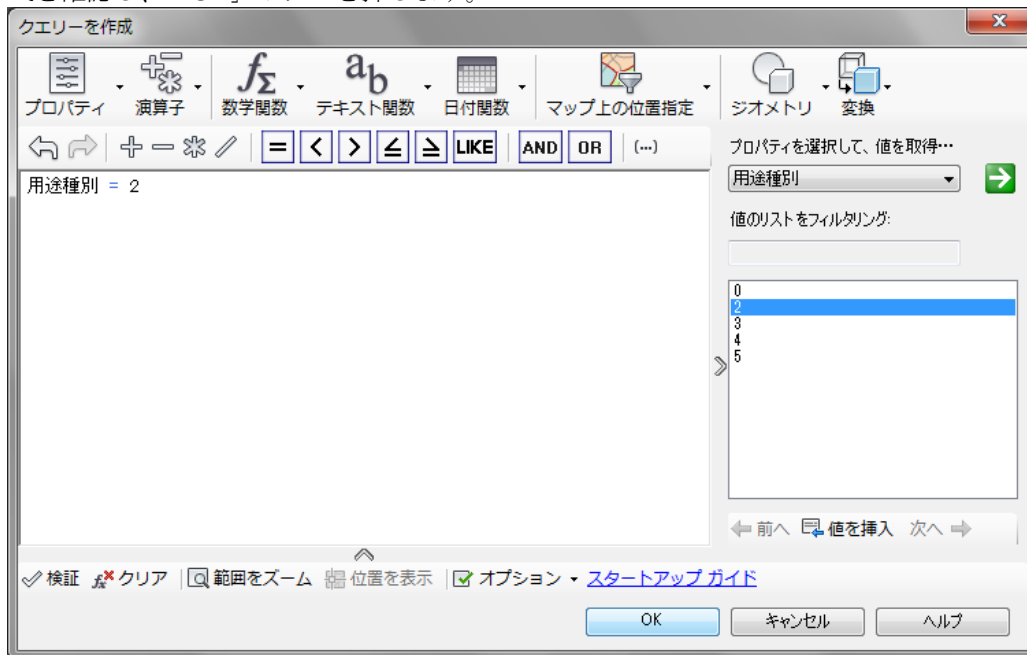 クエリーを作成
プロパティ 演算子 数学関数 テキスト関数 日付関数 マップ上の位置指定 ジオメトリ 変換
= < > ≤ ≥ LIKE AND OR (...)
プロパティを選択して、値を取得…
用途種別 = 2
用途種別
値のリストをフィルタリング:
0
2
3
4
5
前へ 値を挿入 次へ
検証 クリア 範囲をズーム 位置を表示 オプション スタートアップ ガイド
OK キャンセル ヘルプ